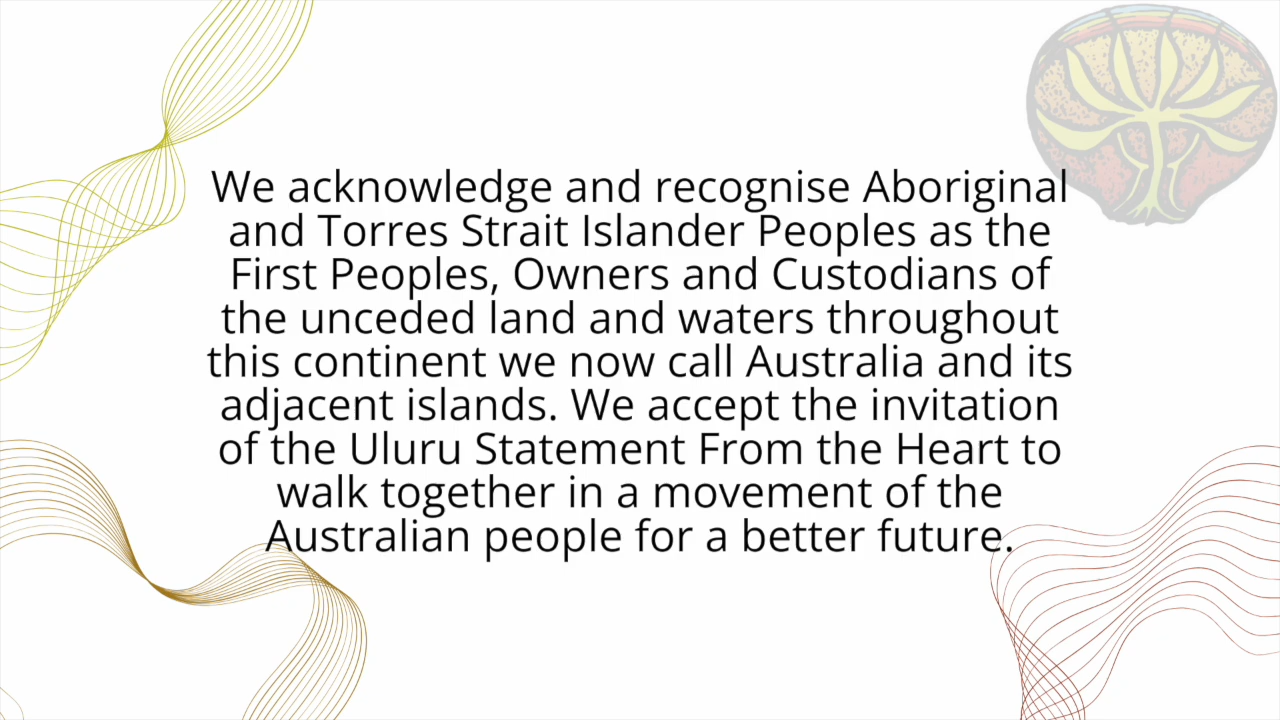 We acknowledge and recognise Aboriginal
and Torres Strait Islander Peoples as the
First Peoples, Owners and Custodians of
the unceded land and waters throughout
this continent we now call Australia and its
adjacent islands. We accept the invitation
of the Uluru Statement From the Heart to
walk together in a movement of the
Australian people for a better future.